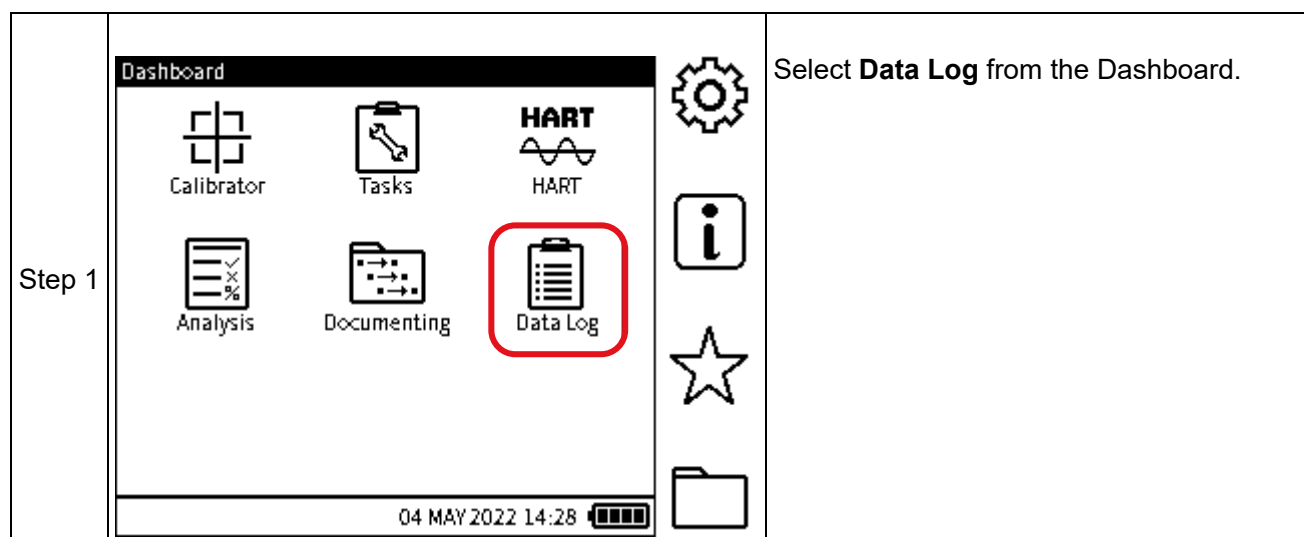 Step 1
Dashboard
Calibrator
Tasks
HART
HART
Analysis
Documenting
Data Log
04 MAY 2022 14:28
Select Data Log from the Dashboard.